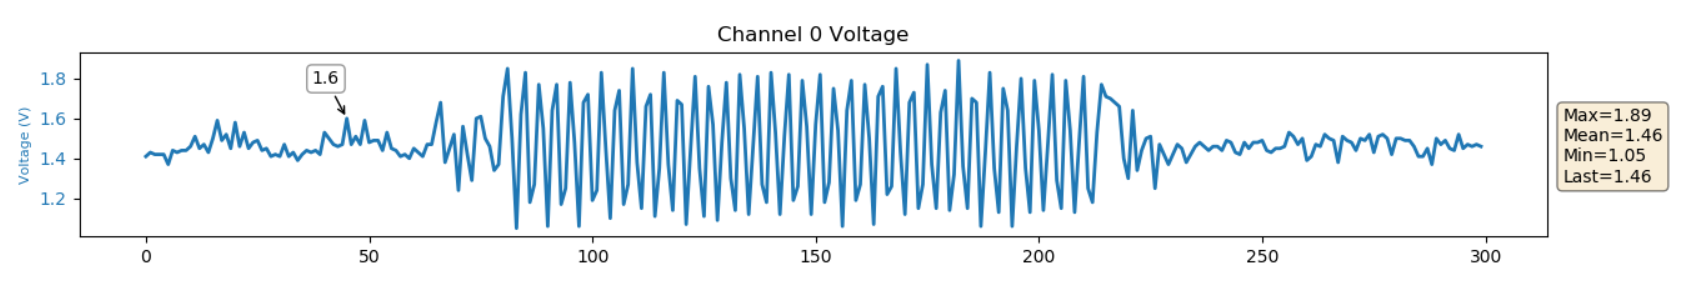 Channel 0 Voltage
Voltage (V)
1.8
1.6
1.4
1.2
1.6
0 50 100 150 200 250 300
Max=1.89
Mean=1.46
Min=1.05
Last=1.46